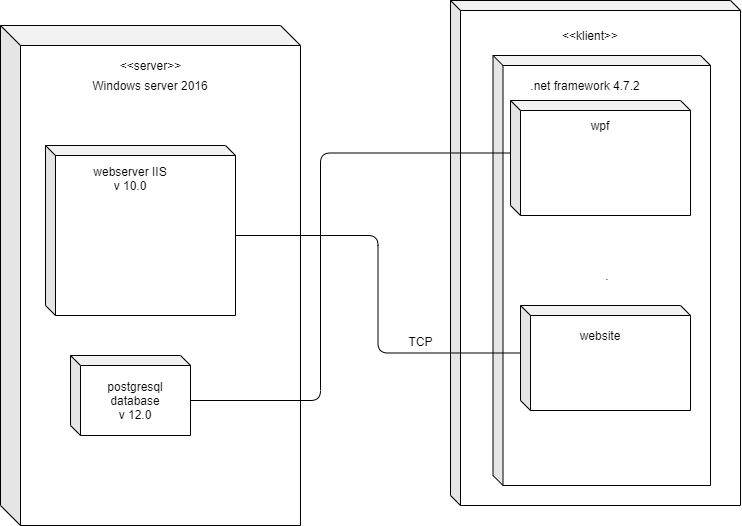 <<server>>
Windows server 2016
webserver IIS
v 10.0
postgresql
database
v 12.0
TCP
<<klient>>
.net framework 4.7.2
wpf
.
website